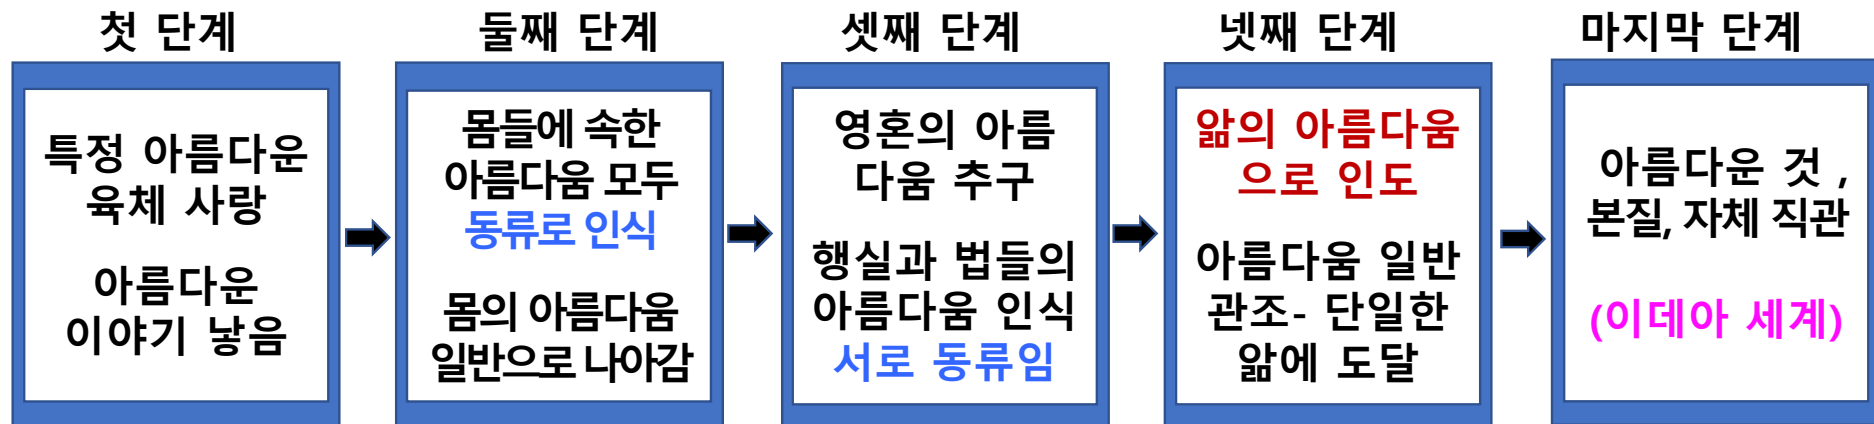 첫 단계
특정 아름다운
육체 사랑
아름다운
이야기 낳음
둘째 단계
몸들에 속한
아름다움 모두
동류로 인식
몸의 아름다움
일반으로 나아감
셋째 단계
영혼의 아름
다움 추구
행실과 법들의
아름다움 인식
서로 동류임
넷째 단계
앎의 아름다움
으로 인도
아름다움 일반
관조- 단일한
앎에 도달
마지막 단계
아름다운 것 ,
본질, 자체 직관
(이데아 세계)